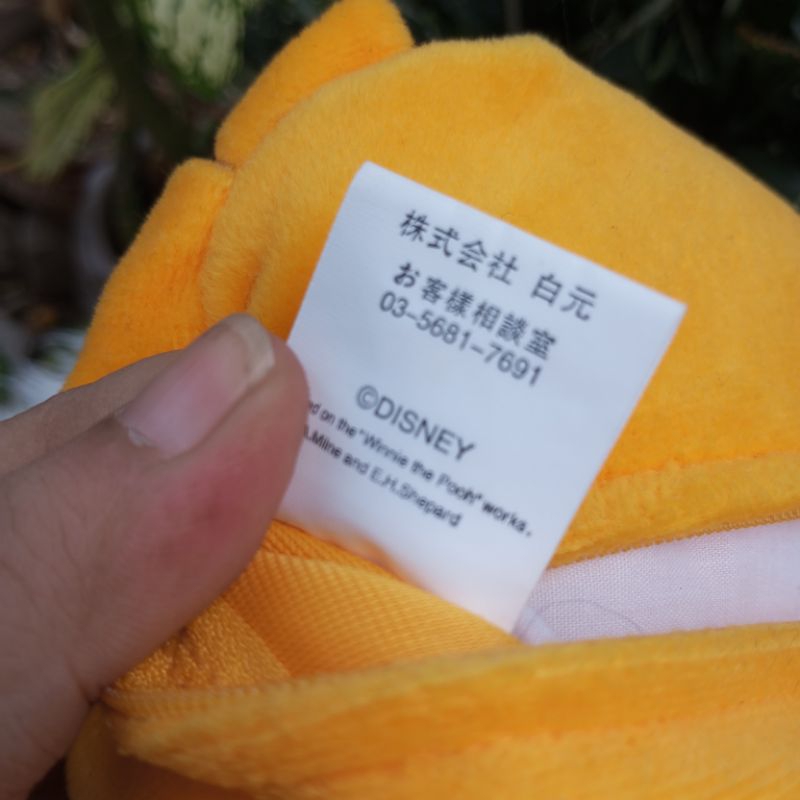 株式会社 白元
お客様相談室
03-5681-7691
©DISNEY
on the "Winnie the Pooh" works.
Milne and E.H.Shepard